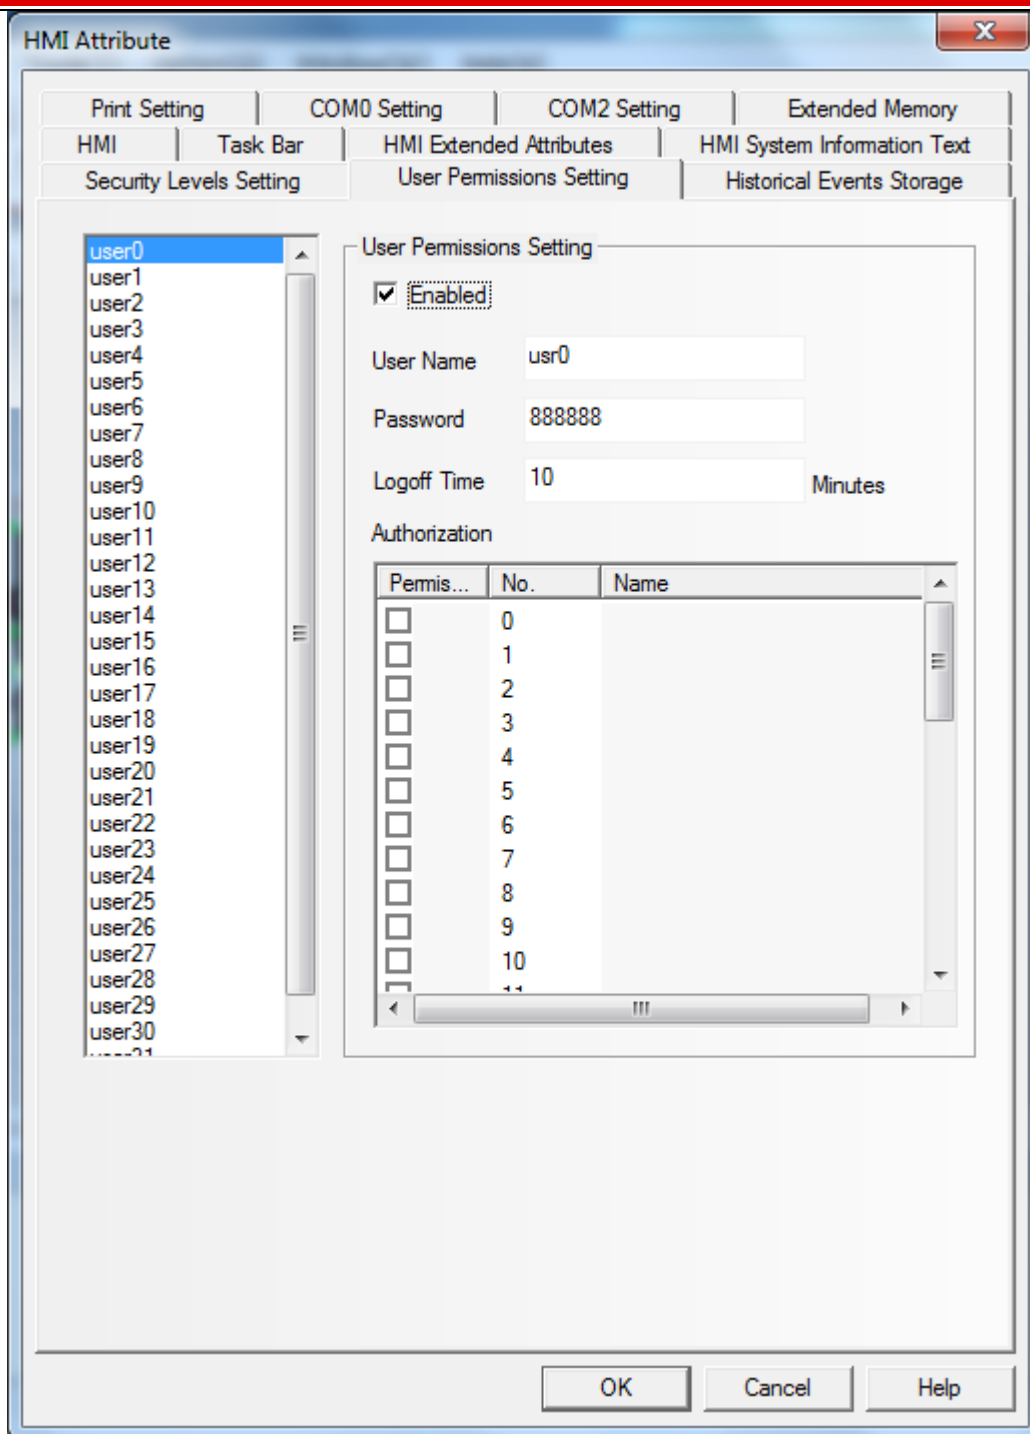 HMI Attribute
Print Setting COM0 Setting COM2 Setting Extended Memory
HMI Task Bar HMI Extended Attributes HMI System Information Text
Security Levels Setting User Permissions Setting Historical Events Storage
user0
user1
user2
user3
user4
user5
user6
user7
user8
user9
user10
user11
user12
user13
user14
user15
user16
user17
user18
user19
user20
user21
user22
user23
user24
user25
user26
user27
user28
user29
user30
user31
User Permissions Setting
Enabled
User Name usr0
Password 888888
Logoff Time 10 Minutes
Authorization
Permis... No. Name
0
1
2
3
4
5
6
7
8
9
10
11
OK Cancel Help